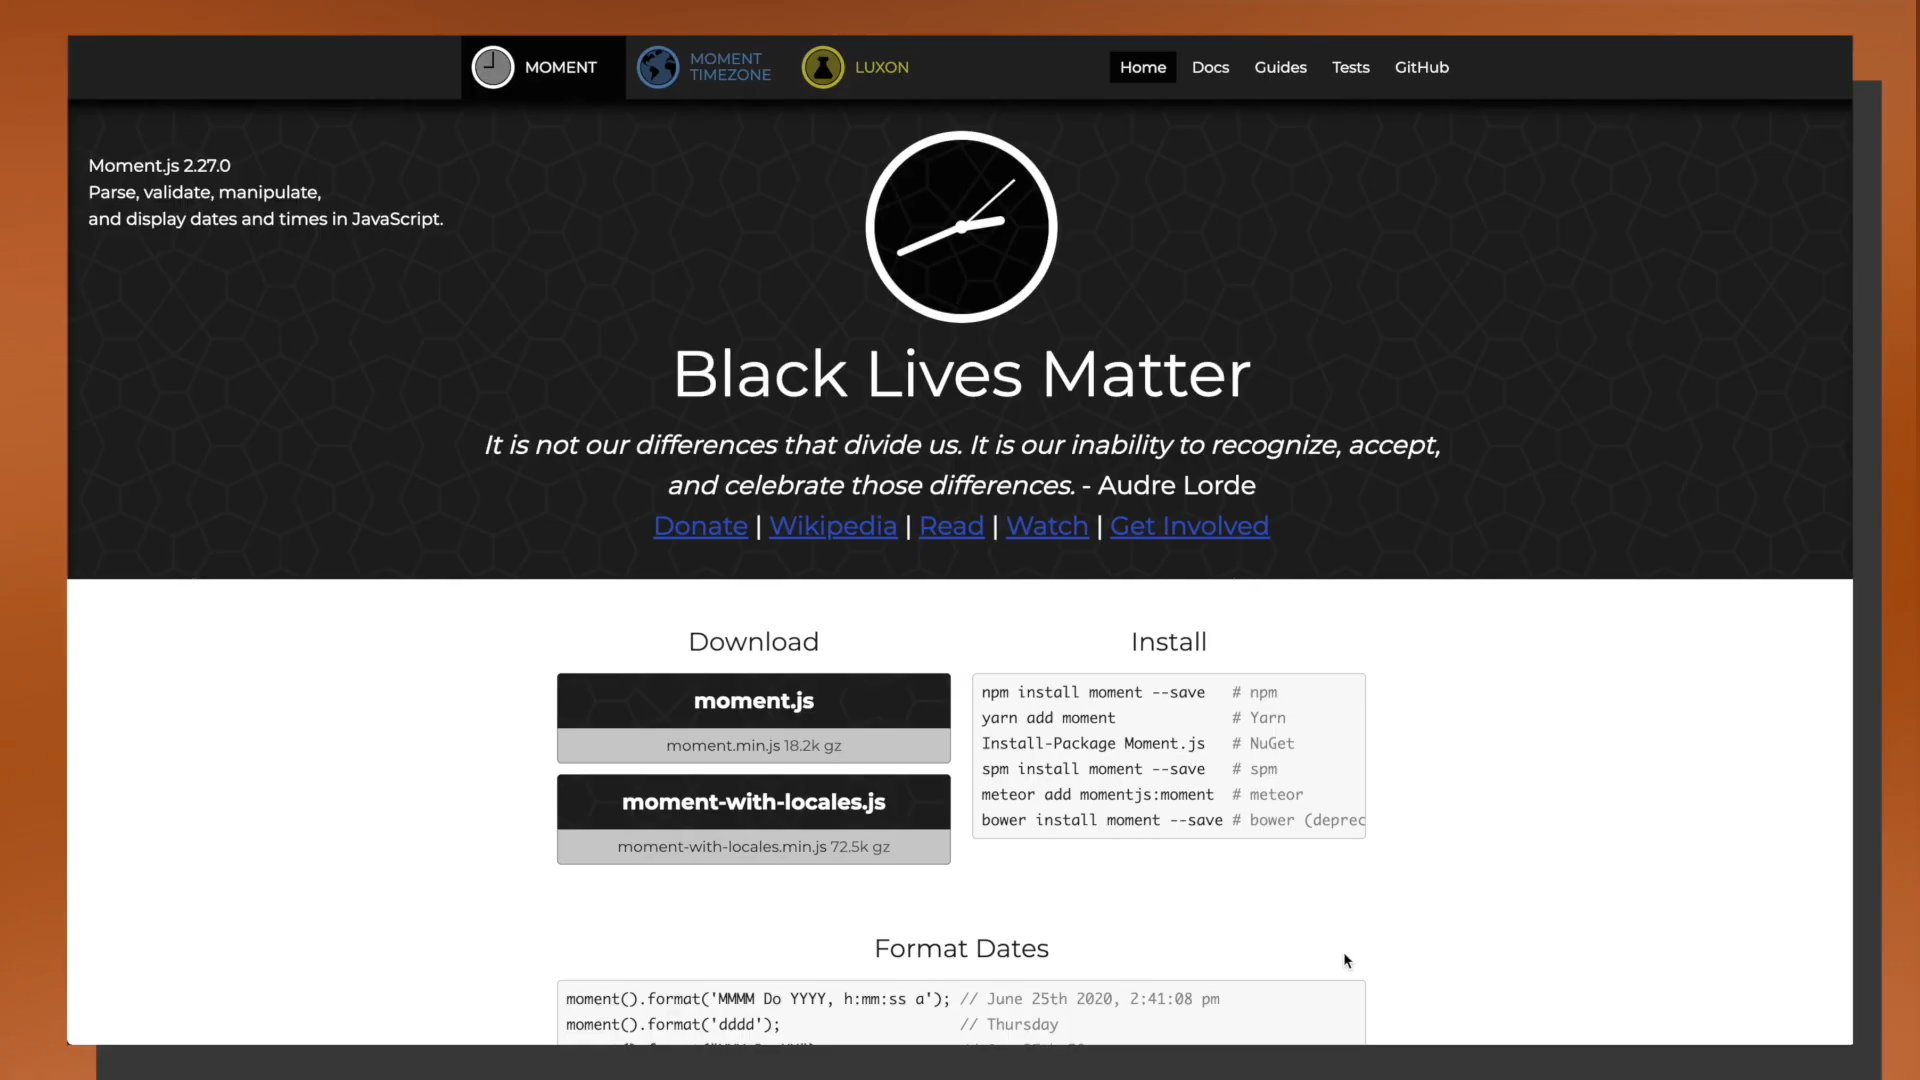 MOMENT
MOMENT
TIMEZONE
LUXON
Home
Docs
Guides
Tests
GitHub
Moment.js 2.27.0
Parse, validate, manipulate,
and display dates and times in JavaScript.
Black Lives Matter
It is not our differences that divide us. It is our inability to recognize, accept,
and celebrate those differences. - Audre Lorde
Donate | Wikipedia | Read | Watch | Get Involved
Download
moment.js
moment.min.js 18.2k gz
moment-with-locales.js
moment-with-locales.min.js 72.5k gz
Install
npm install moment --save # npm
yarn add moment # Yarn
Install-Package Moment.js # NuGet
spm install moment --save # spm
meteor add momentjs:moment # meteor
bower install moment --save # bower (deprec
Format Dates
moment().format('MMMM Do YYYY, h:mm:ss a'); // June 25th 2020, 2:41:08 pm
moment().format('dddd'); // Thursday